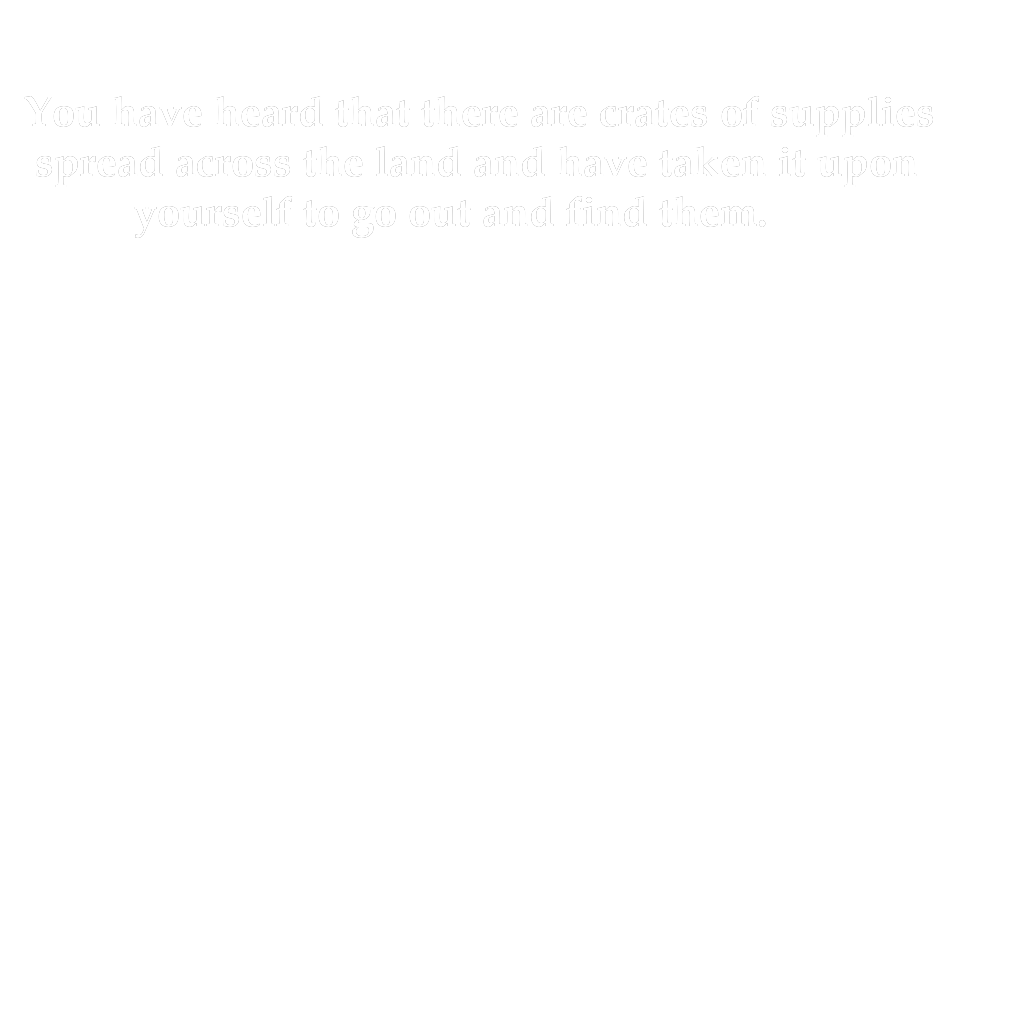 You have heard that there are crates of supplies
spread across the land and have taken it upon
yourself to go out and find them.